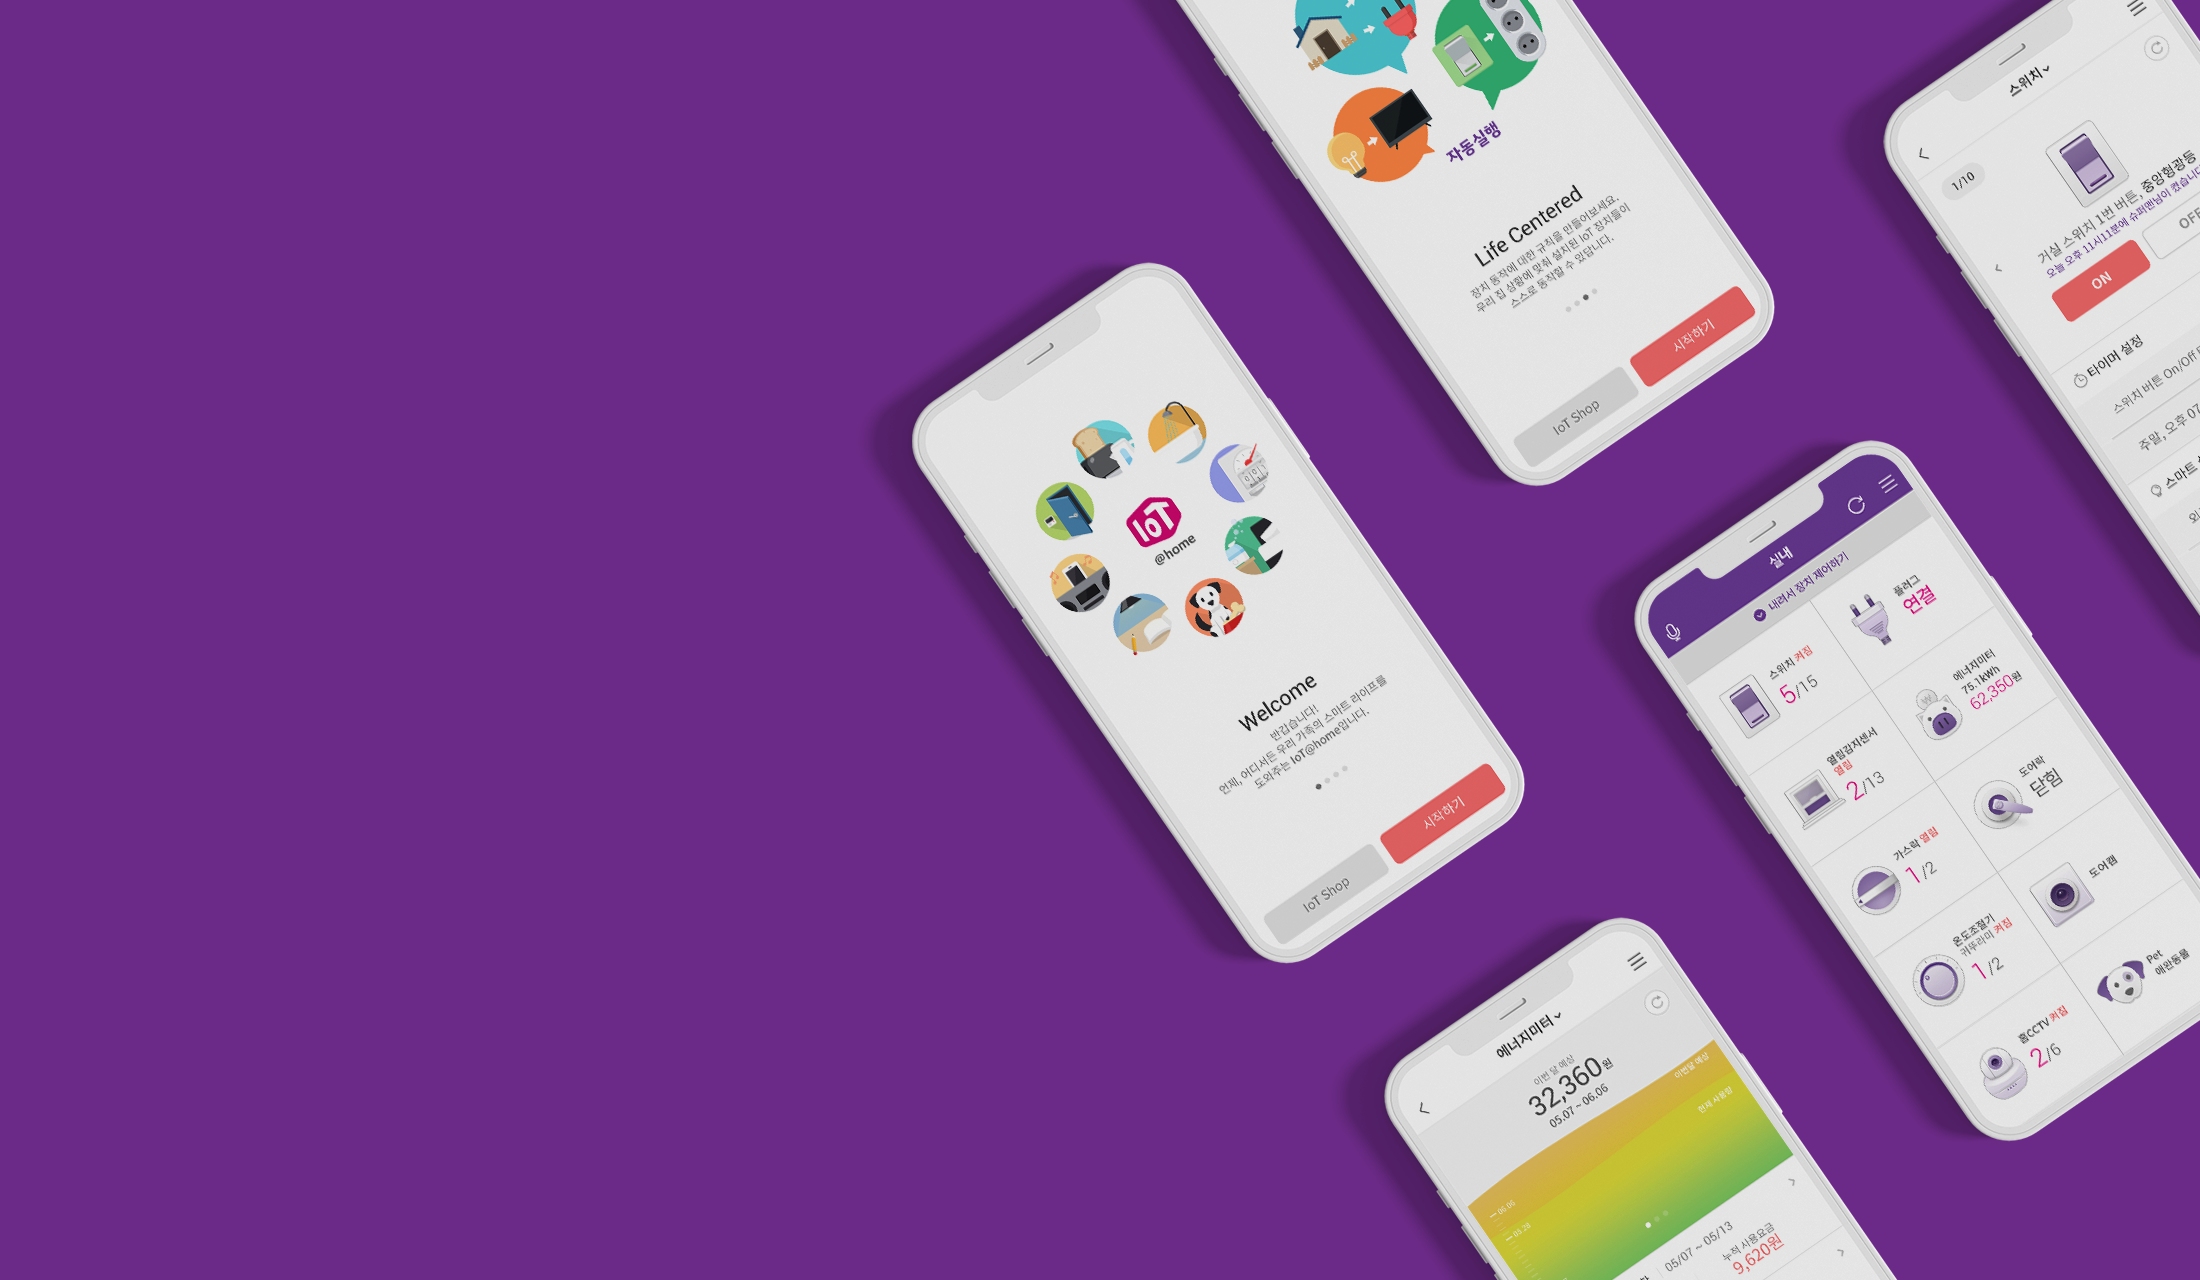 자동실행
Life Centered
장치 동작에 대한 규칙을 만들어보세요.
우리 집 상황에 맞춰 설치된 IoT 장치들이
스스로 동작할 수 있답니다.
IoT Shop
시작하기
스위치
1/10
거실 스위치 1번 버튼, 중앙형광등
오늘 오후 11시11분에 슈퍼맨님이 켰습니다
ON
OFF
타이머 설정
스위치 버튼 On/Off
주말, 오후 07
스마트
IoT
@home
Welcome
반갑습니다!
언제, 어디서든 우리 가족의 스마트 라이프를
도와주는 IoT@home입니다.
IoT Shop
시작하기
실내
내려서 장치 제어하기
스위치 켜짐
5/15
플러그
연결
열림감지센서
열림
2/13
에너지미터
75.1kWh
62,350원
가스락 열림
1/2
도어락
닫힘
온도조절기
귀뚜라미 켜짐
1/2
도어캠
홈CCTV 켜짐
2/6
Pet
애완동물
에너지미터
이번 달 예상
32,360원
05.07 ~ 06.06
이번달 예상
현재 사용량
06.06
05.20
05/07 ~ 05/13
누적 사용요금
9,620원